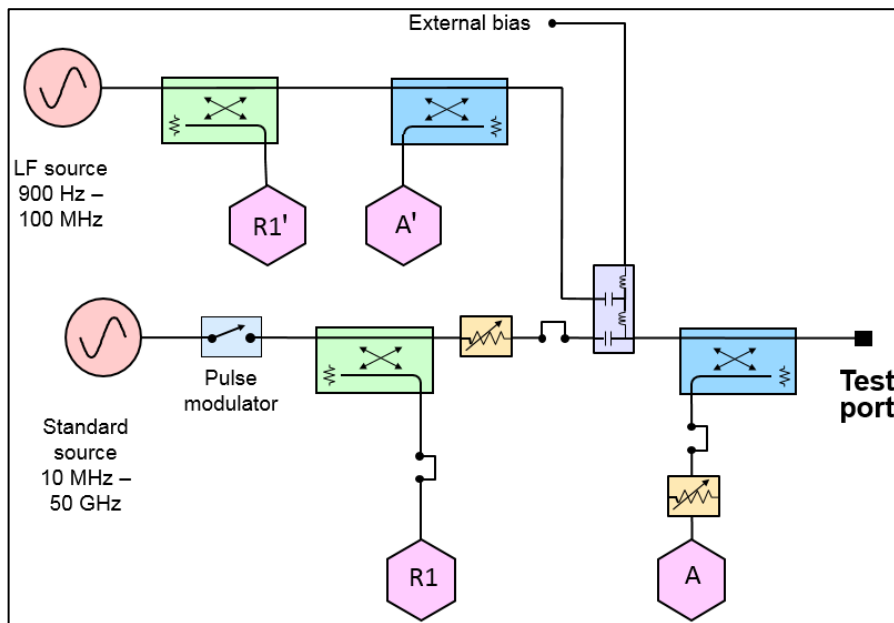 External bias
LF source
900 Hz –
100 MHz
R1'
A'
Pulse
modulator
Standard
source
10 MHz –
50 GHz
Test
port
R1
A